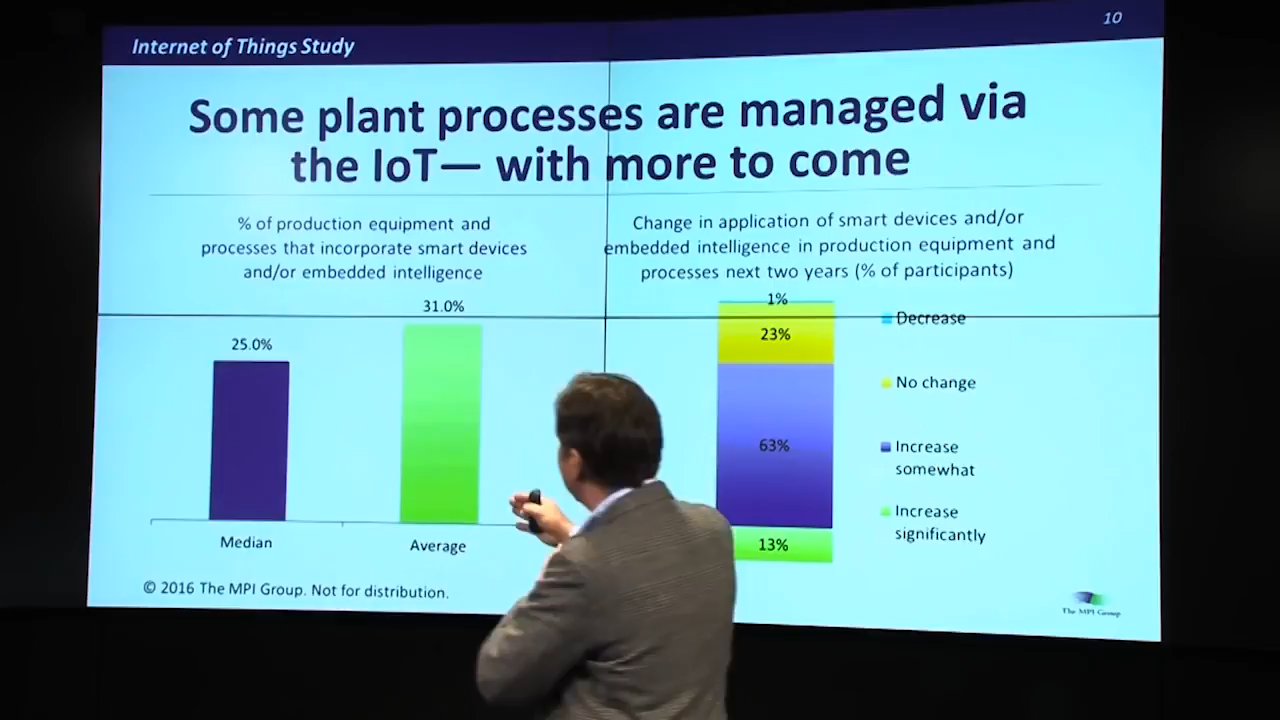 Internet of Things Study
10
Some plant processes are managed via
the IoT— with more to come
% of production equipment and
processes that incorporate smart devices
and/or embedded intelligence
31.0%
25.0%
Median
Average
Change in application of smart devices and/or
embedded intelligence in production equipment and
processes next two years (% of participants)
1%
23%
63%
13%
Decrease
No change
Increase
somewhat
Increase
significantly
© 2016 The MPI Group. Not for distribution.
The MPI Group